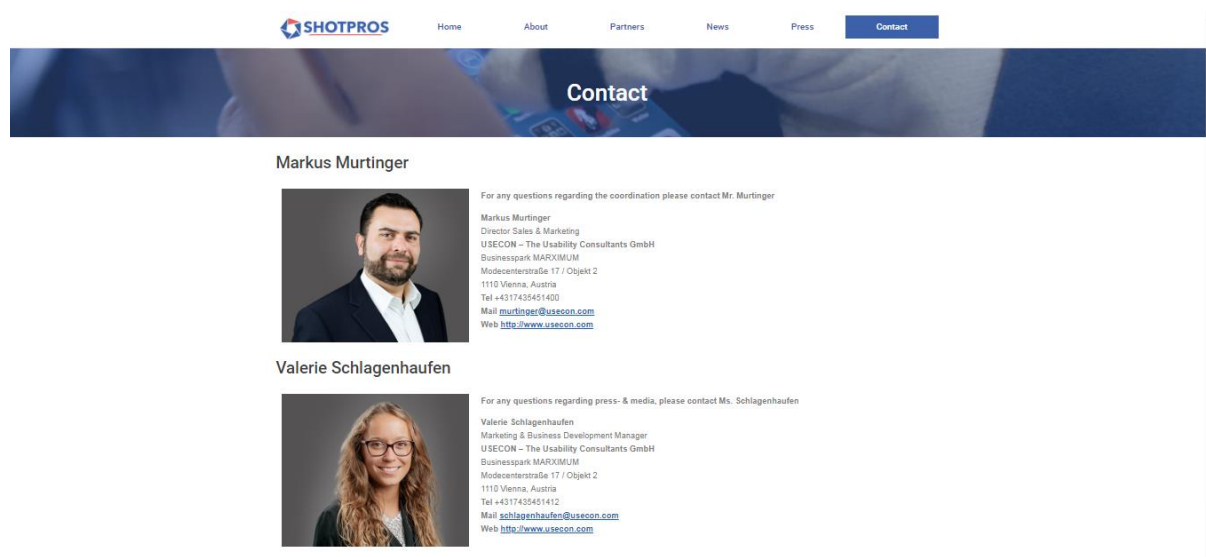 SHOTPROS Home About Partners News Press Contact
Contact
Markus Murtinger
For any questions regarding the coordination please contact Mr. Murtinger
Markus Murtinger
Director Sales & Marketing
USECON – The Usability Consultants GmbH
Businesspark MARXIMUM
Modecenterstraße 17 / Objekt 2
1110 Vienna, Austria
Tel +4317435451400
Mail murtinger@usecon.com
Web http://www.usecon.com
Valerie Schlagenhaufen
For any questions regarding press- & media, please contact Ms. Schlagenhaufen
Valerie Schlagenhaufen
Marketing & Business Development Manager
USECON – The Usability Consultants GmbH
Businesspark MARXIMUM
Modecenterstraße 17 / Objekt 2
1110 Vienna, Austria
Tel +4317435451412
Mail schlagenhaufen@usecon.com
Web http://www.usecon.com